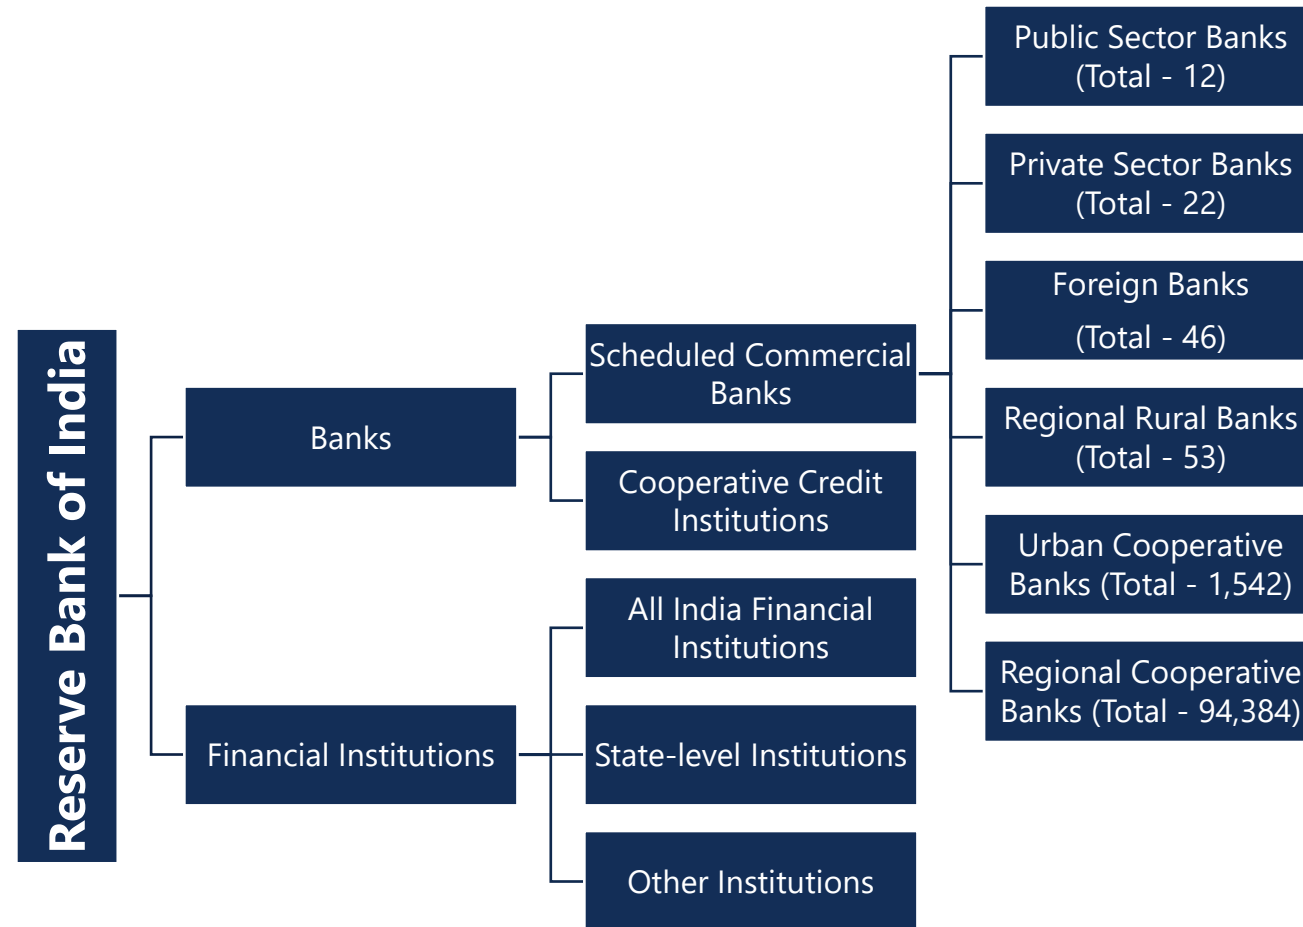 Reserve Bank of India
Banks
Financial Institutions
Scheduled Commercial
Banks
Cooperative Credit
Institutions
All India Financial
Institutions
State-level Institutions
Other Institutions
Public Sector Banks
(Total - 12)
Private Sector Banks
(Total - 22)
Foreign Banks
(Total - 46)
Regional Rural Banks
(Total - 53)
Urban Cooperative
Banks (Total - 1,542)
Regional Cooperative
Banks (Total - 94,384)